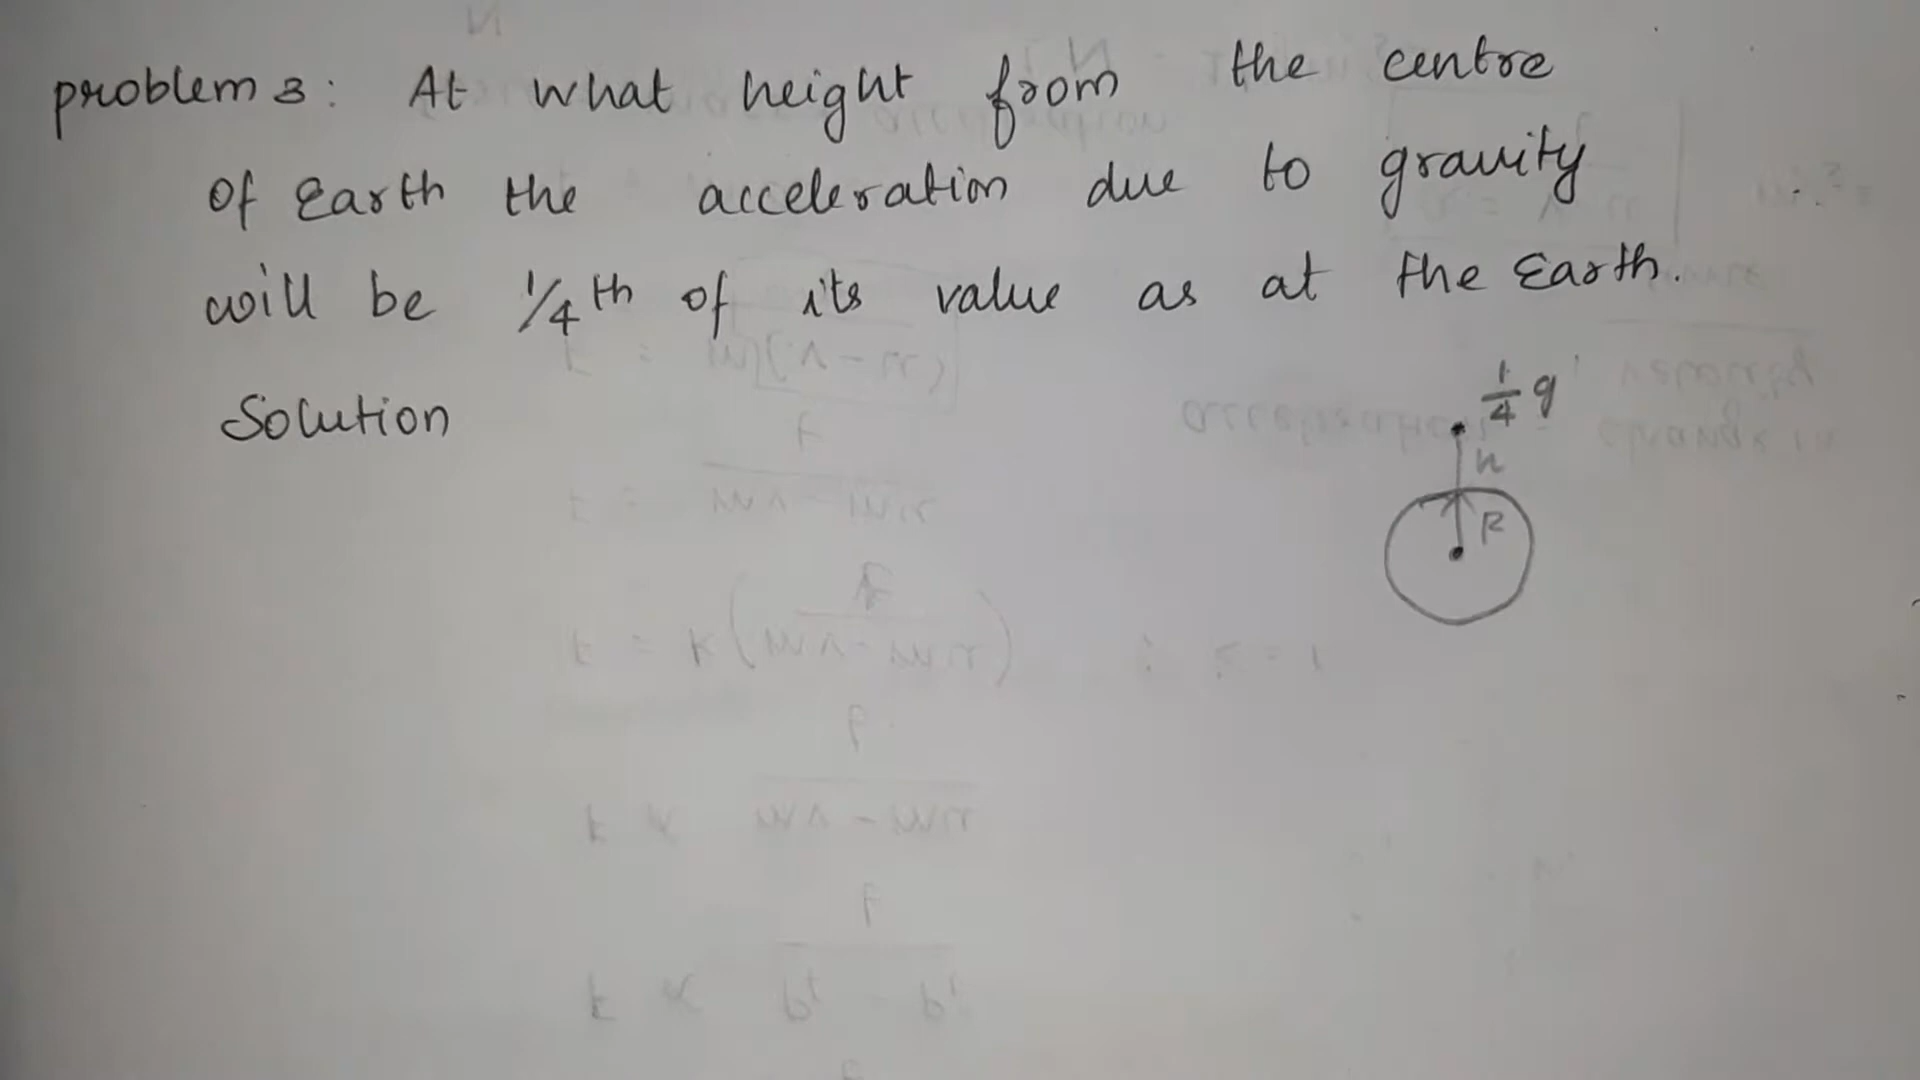 problem 3: At what height from the centre
of Earth the acceleration due to gravity
will be 1/4th of its value as at the Earth.
Solution
1/4 g
h
R